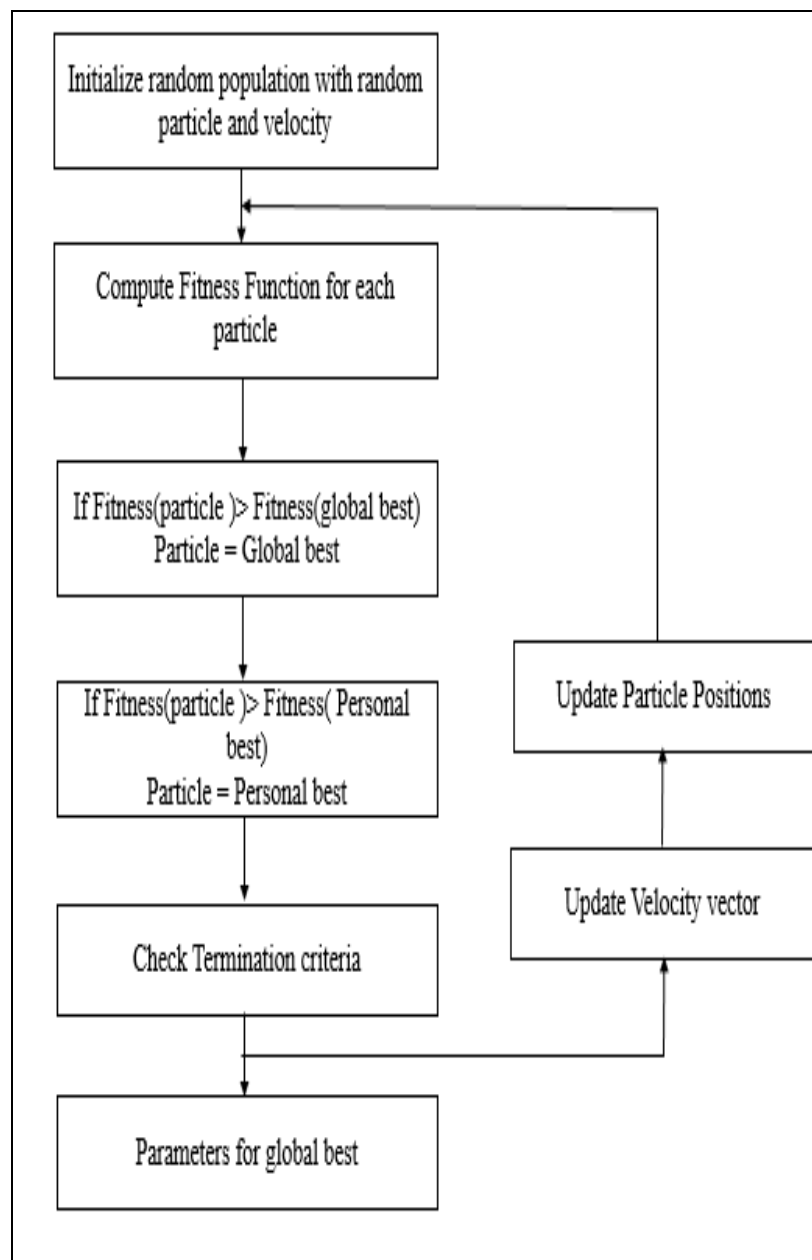 Initialize random population with random
particle and velocity
Compute Fitness Function for each
particle
If Fitness(particle )> Fitness(global best)
Particle = Global best
If Fitness(particle )> Fitness( Personal
best)
Particle = Personal best
Check Termination criteria
Parameters for global best
Update Particle Positions
Update Velocity vector